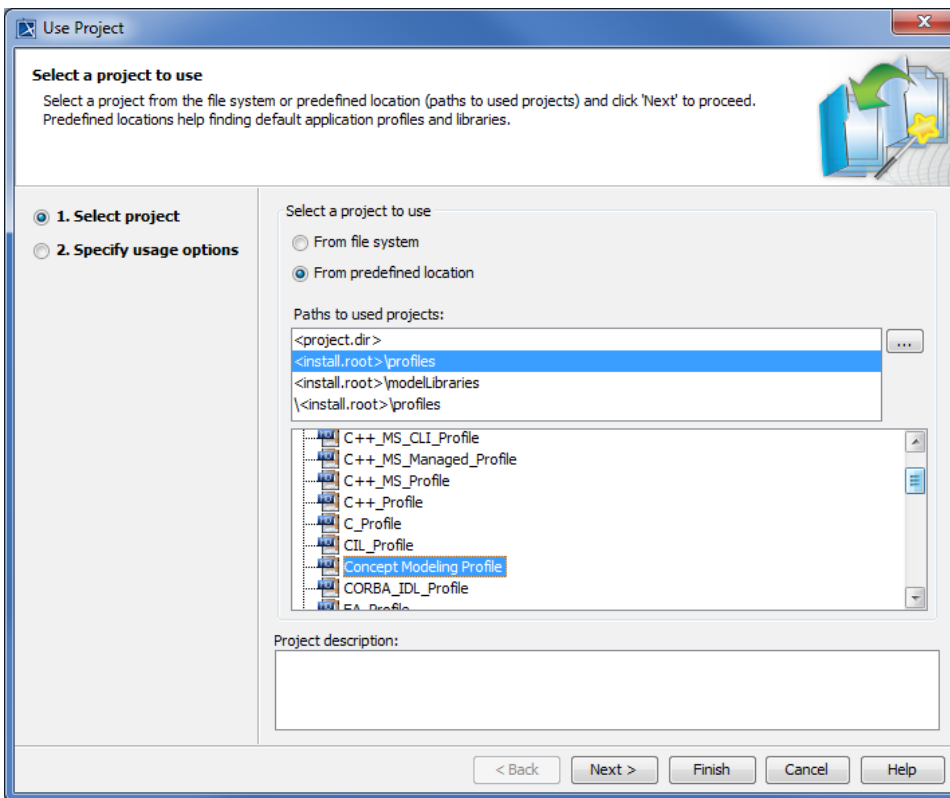 Use Project
Select a project to use
Select a project from the file system or predefined location (paths to used projects) and click 'Next' to proceed.
Predefined locations help finding default application profiles and libraries.
1. Select project
2. Specify usage options
Select a project to use
From file system
From predefined location
Paths to used projects:
<project.dir>
...
<install.root>\profiles
<install.root>\modelLibraries
\<install.root>\profiles
C++_MS_CLI_Profile
C++_MS_Managed_Profile
C++_MS_Profile
C++_Profile
C_Profile
CIL_Profile
Concept Modeling Profile
CORBA_IDL_Profile
EA_Profile
Project description:
< Back
Next >
Finish
Cancel
Help